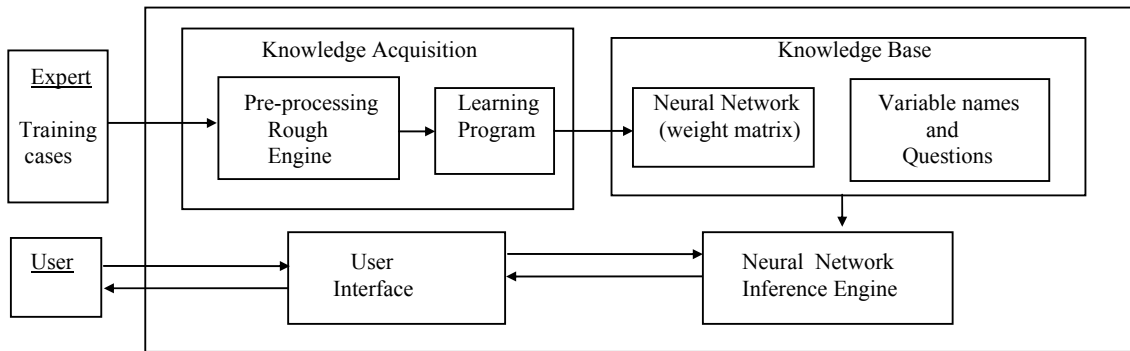 Expert
Training
cases
Knowledge Acquisition
Pre-processing
Rough
Engine
Learning
Program
Knowledge Base
Neural Network
(weight matrix)
Variable names
and
Questions
User
User
Interface
Neural Network
Inference Engine